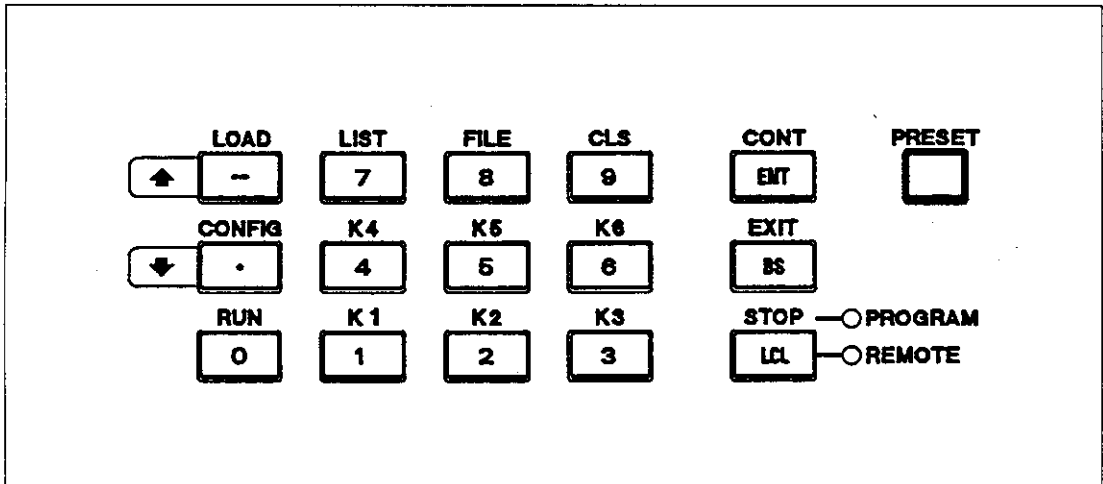 LOAD LIST FILE CLS CONT PRESET
- 7 8 9 ENT
CONFIG K4 K5 K6 EXIT
. 4 5 6 BS
RUN K1 K2 K3 STOP PROGRAM
0 1 2 3 LCL REMOTE